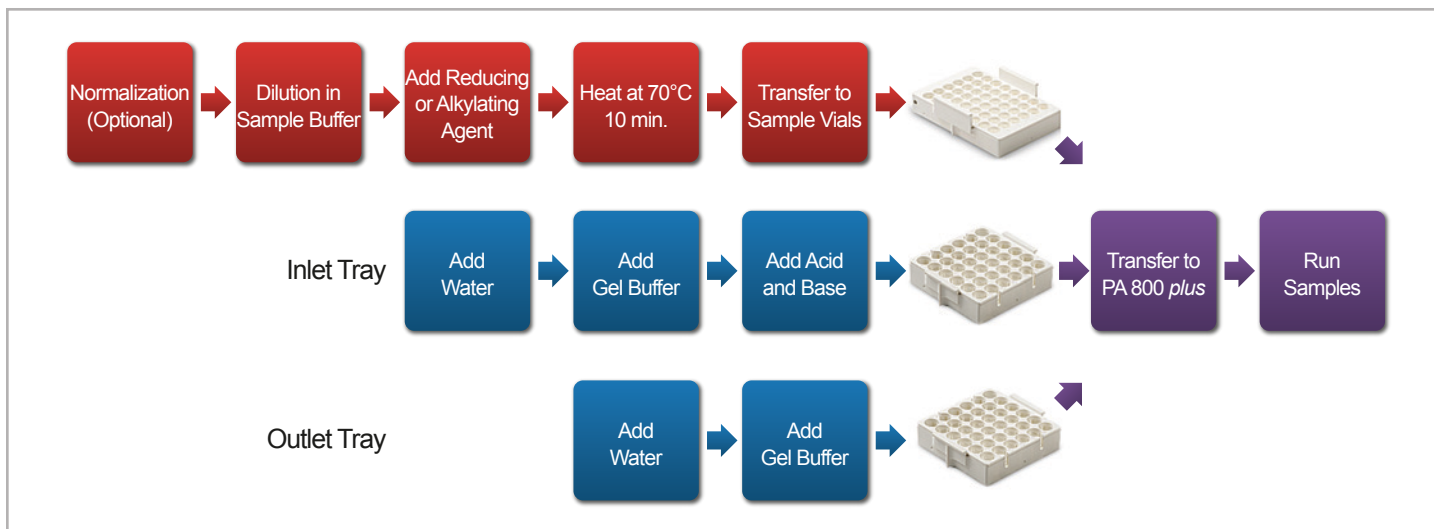 Normalization
(Optional)
Dilution in
Sample Buffer
Add Reducing
or Alkylating
Agent
Heat at 70°C
10 min.
Transfer to
Sample Vials
Inlet Tray
Add
Water
Add
Gel Buffer
Add Acid
and Base
Transfer to
PA 800 plus
Run
Samples
Outlet Tray
Add
Water
Add
Gel Buffer